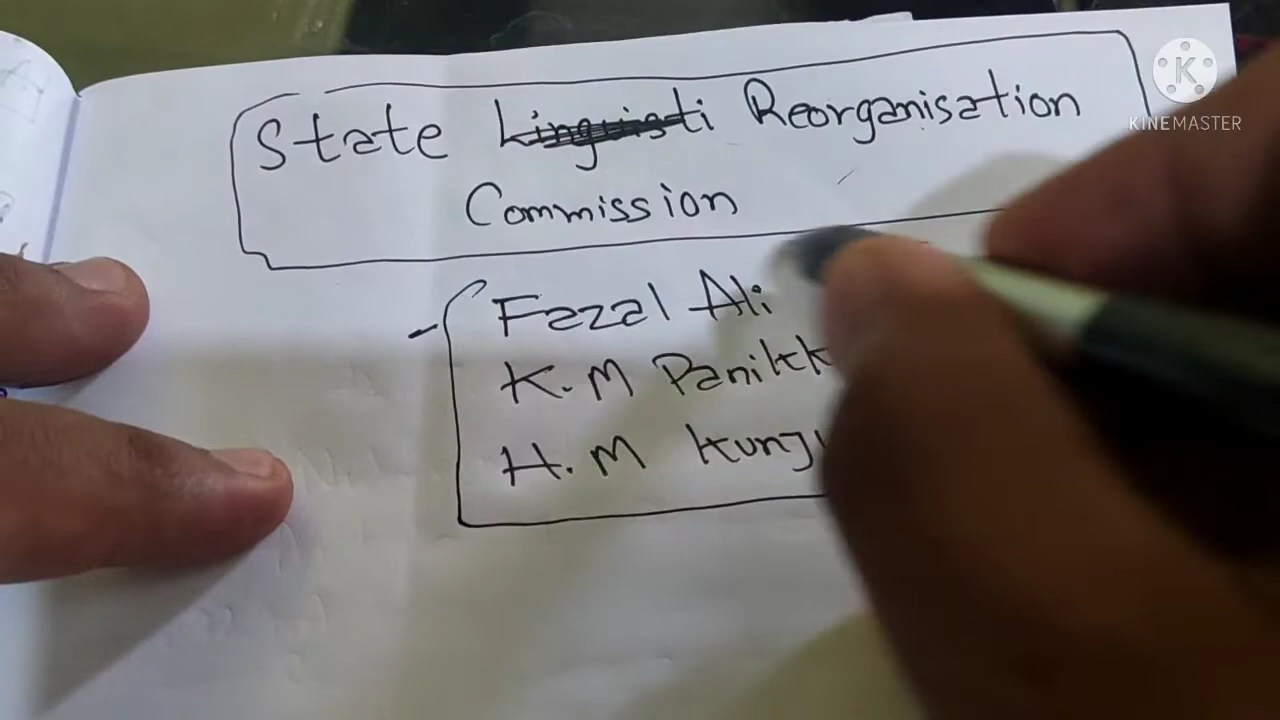 State Linguisti Reorganisation
Commission
Fazal Ali
K.M Panikk
H.M Kunj
K
KINEMASTER